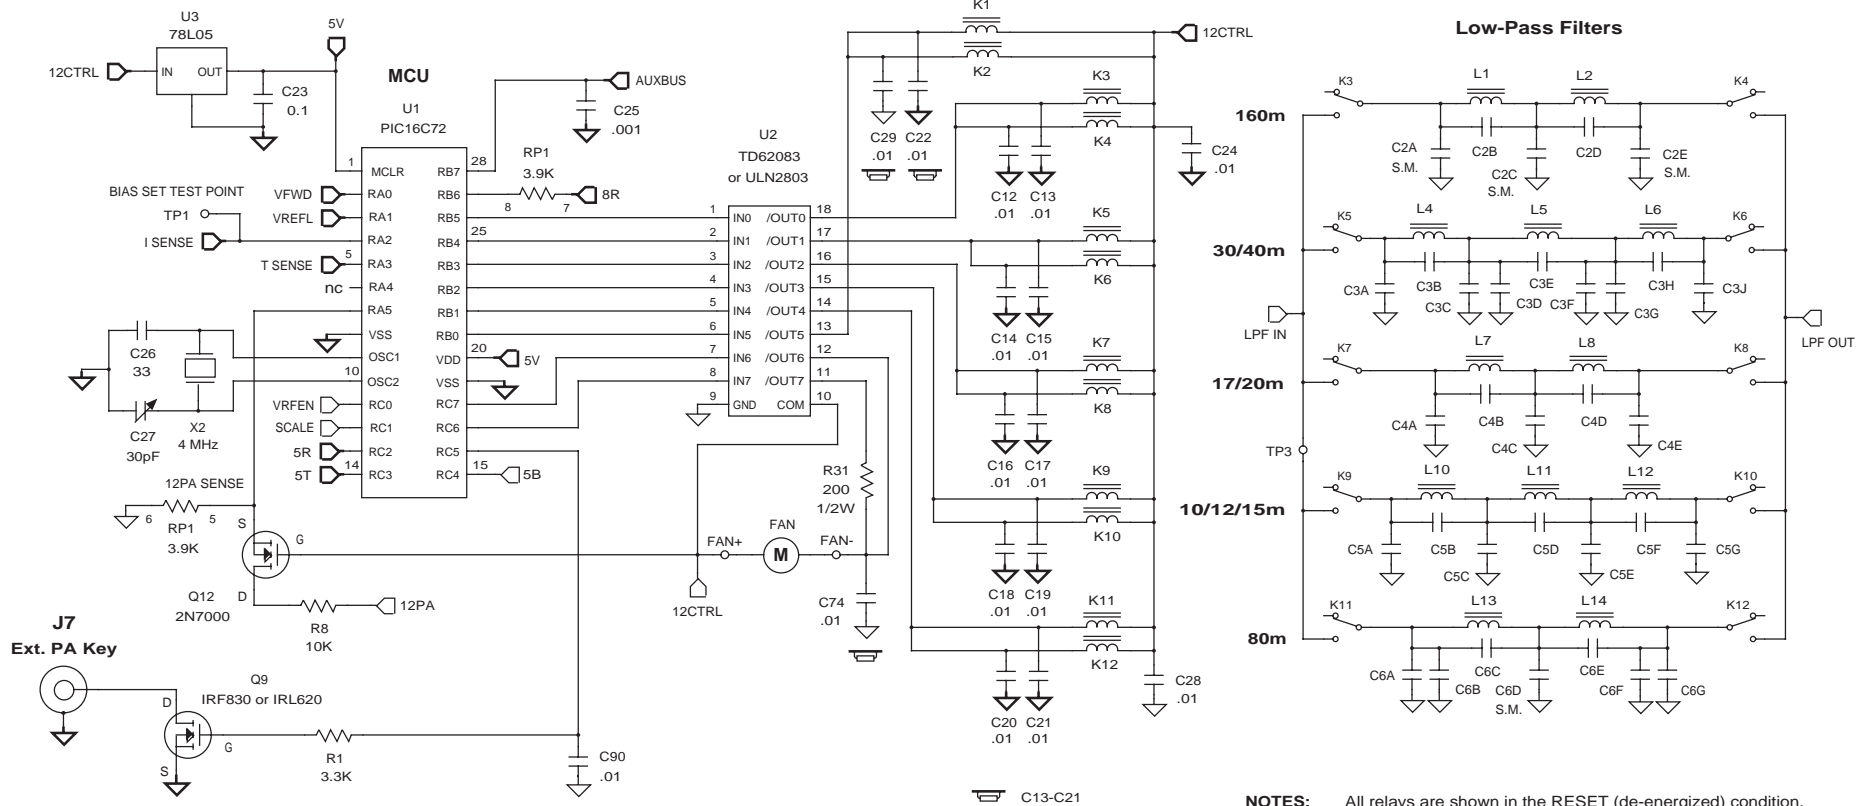 U3
78L05
12CTRL
IN
OUT
5V
C23
0.1
MCU
U1
PIC16C72
AUXBUS
C25
.001
BIAS SET TEST POINT
TP1
VFWD
VREFL
I SENSE
T SENSE
nc
1
5
10
14
MCLR
RA0
RA1
RA2
RA3
RA4
RA5
VSS
OSC1
OSC2
RC0
RC1
RC2
RC3
28
25
20
15
RB7
RB6
RB5
RB4
RB3
RB2
RB1
RB0
VDD
VSS
RC7
RC6
RC5
RC4
RP1
3.9K
8
7
8R
5V
5B
C26
33
C27
30pF
X2
4 MHz
VRFEN
SCALE
5R
5T
12PA SENSE
6
5
RP1
3.9K
S
G
D
Q12
2N7000
R8
10K
12PA
J7
Ext. PA Key
Q9
IRF830 or IRL620
D
G
S
R1
3.3K
C90
.01
U2
TD62083
or ULN2803
1
2
3
4
5
6
7
8
9
IN0
IN1
IN2
IN3
IN4
IN5
IN6
IN7
GND
/OUT0
/OUT1
/OUT2
/OUT3
/OUT4
/OUT5
/OUT6
/OUT7
COM
18
17
16
15
14
13
12
11
10
R31
200
1/2W
FAN+
FAN
M
FAN-
12CTRL
C74
.01
K1
K2
12CTRL
C29
.01
C22
.01
K3
K4
C12
.01
C13
.01
C24
.01
K5
K6
C14
.01
C15
.01
K7
K8
C16
.01
C17
.01
K9
K10
C18
.01
C19
.01
K11
K12
C20
.01
C21
.01
C28
.01
C13-C21
Low-Pass Filters
160m
K3
L1
L2
K4
C2A
S.M.
C2B
C2C
S.M.
C2D
C2E
S.M.
30/40m
K5
L4
L5
L6
K6
C3A
C3B
C3C
C3D
C3E
C3F
C3G
C3H
C3J
LPF IN
LPF OUT
17/20m
K7
L7
L8
K8
C4A
C4B
C4C
C4D
C4E
TP3
10/12/15m
K9
L10
L11
L12
K10
C5A
C5B
C5C
C5D
C5E
C5F
C5G
80m
K11
L13
L14
K12
C6A
C6B
C6C
C6D
S.M.
C6E
C6F
C6G
NOTES: All relays are shown in the RESET (de-energized) condition.